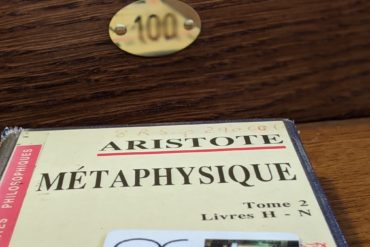 100
ARISTOTE
MÉTAPHYSIQUE
Tome 2
Livres H - N
PHILOSOPHIQUES